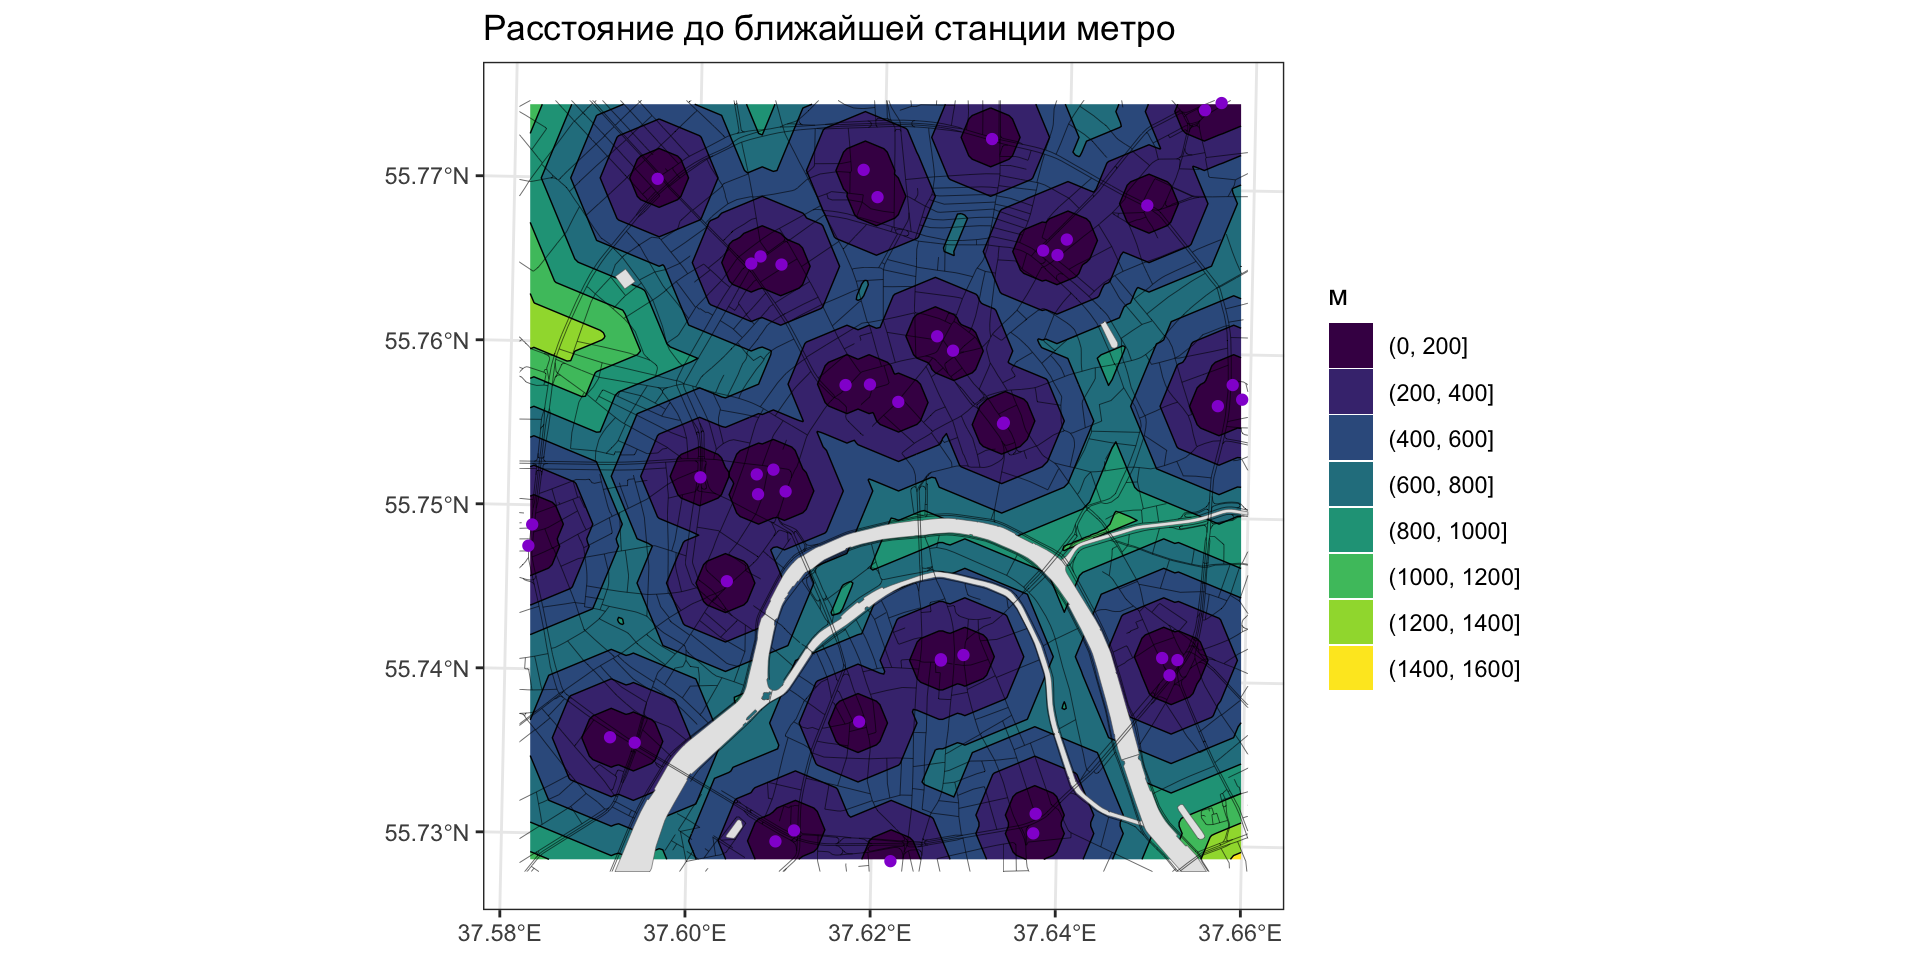 Расстояние до ближайшей станции метро
55.77°N
55.76°N
55.75°N
55.74°N
55.73°N
37.58°E
37.60°E
37.62°E
37.64°E
37.66°E
м
(0, 200]
(200, 400]
(400, 600]
(600, 800]
(800, 1000]
(1000, 1200]
(1200, 1400]
(1400, 1600]